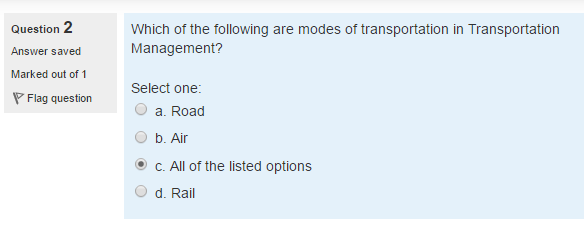 Question 2
Answer saved
Marked out of 1
Flag question
Which of the following are modes of transportation in Transportation
Management?
Select one:
a. Road
b. Air
c. All of the listed options
d. Rail